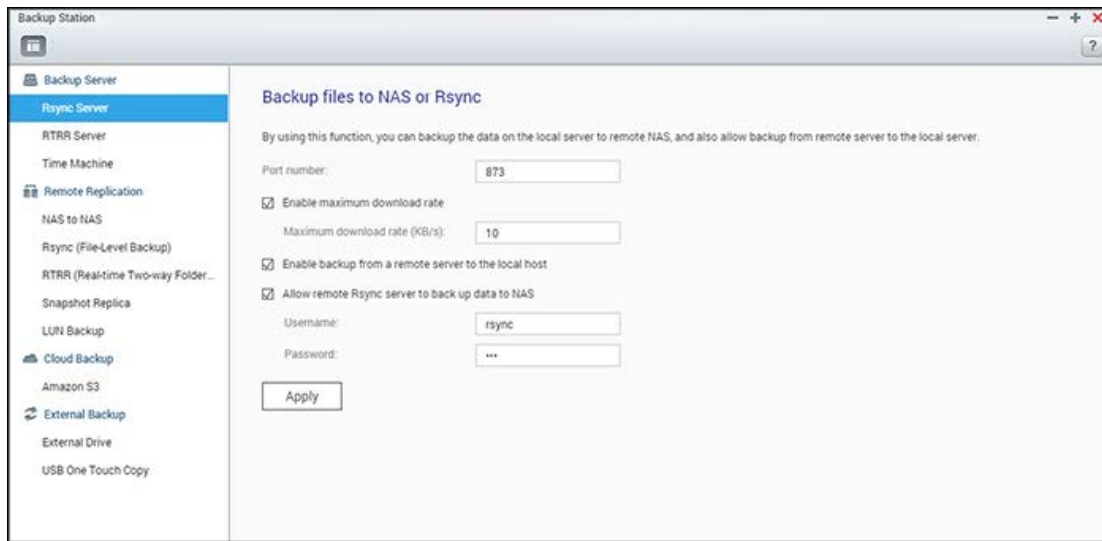 Backup Station
?
Backup Server
Rsync Server
RTRR Server
Time Machine
Remote Replication
NAS to NAS
Rsync (File-Level Backup)
RTRR (Real-time Two-way Folder...
Snapshot Replica
LUN Backup
Cloud Backup
Amazon S3
External Backup
External Drive
USB One Touch Copy
Backup files to NAS or Rsync
By using this function, you can backup the data on the local server to remote NAS, and also allow backup from remote server to the local server.
Port number: 873
Enable maximum download rate
Maximum download rate (KB/s): 10
Enable backup from a remote server to the local host
Allow remote Rsync server to back up data to NAS
Username: rsync
Password: •••
Apply